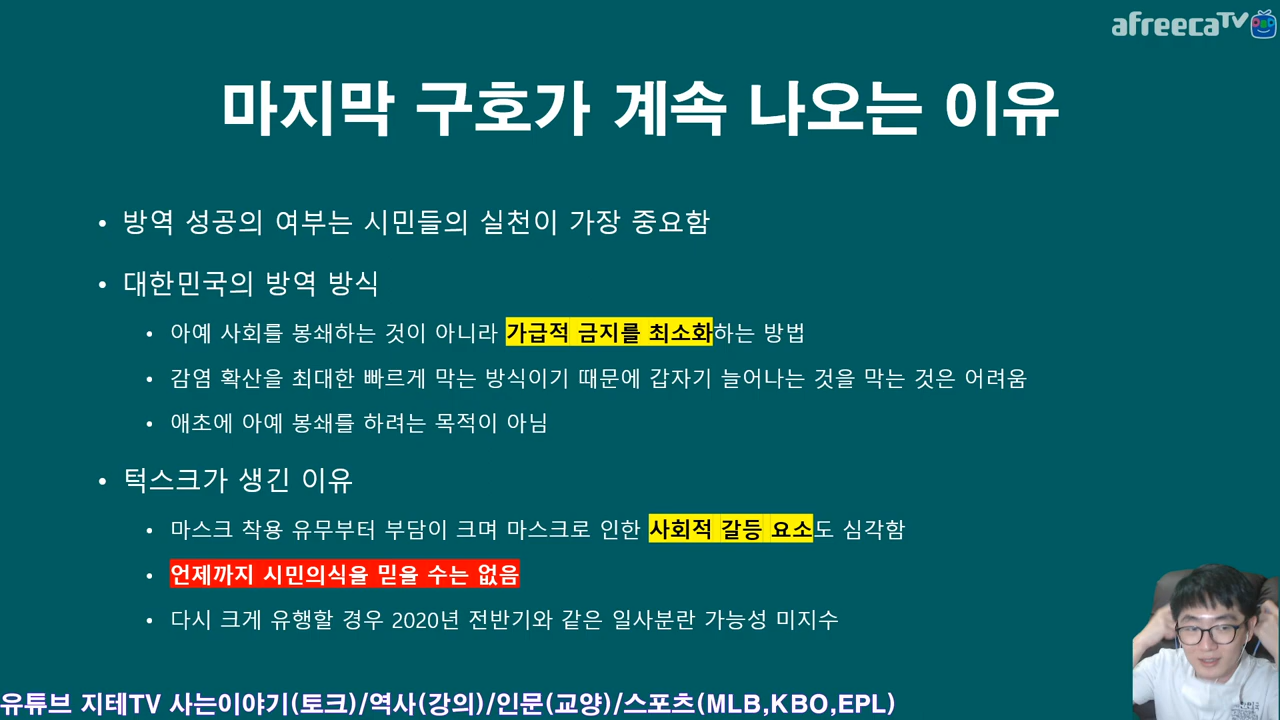 afreecaTV
마지막 구호가 계속 나오는 이유
• 방역 성공의 여부는 시민들의 실천이 가장 중요함
• 대한민국의 방역 방식
• 아예 사회를 봉쇄하는 것이 아니라 가급적 금지를 최소화하는 방법
• 감염 확산을 최대한 빠르게 막는 방식이기 때문에 갑자기 늘어나는 것을 막는 것은 어려움
• 애초에 아예 봉쇄를 하려는 목적이 아님
• 턱스크가 생긴 이유
• 마스크 착용 유무부터 부담이 크며 마스크로 인한 사회적 갈등 요소도 심각함
• 언제까지 시민의식을 믿을 수는 없음
• 다시 크게 유행할 경우 2020년 전반기와 같은 일사분란 가능성 미지수
유튜브 지테TV 사는이야기(토크)/역사(강의)/인문(교양)/스포츠(MLB,KBO,EPL)